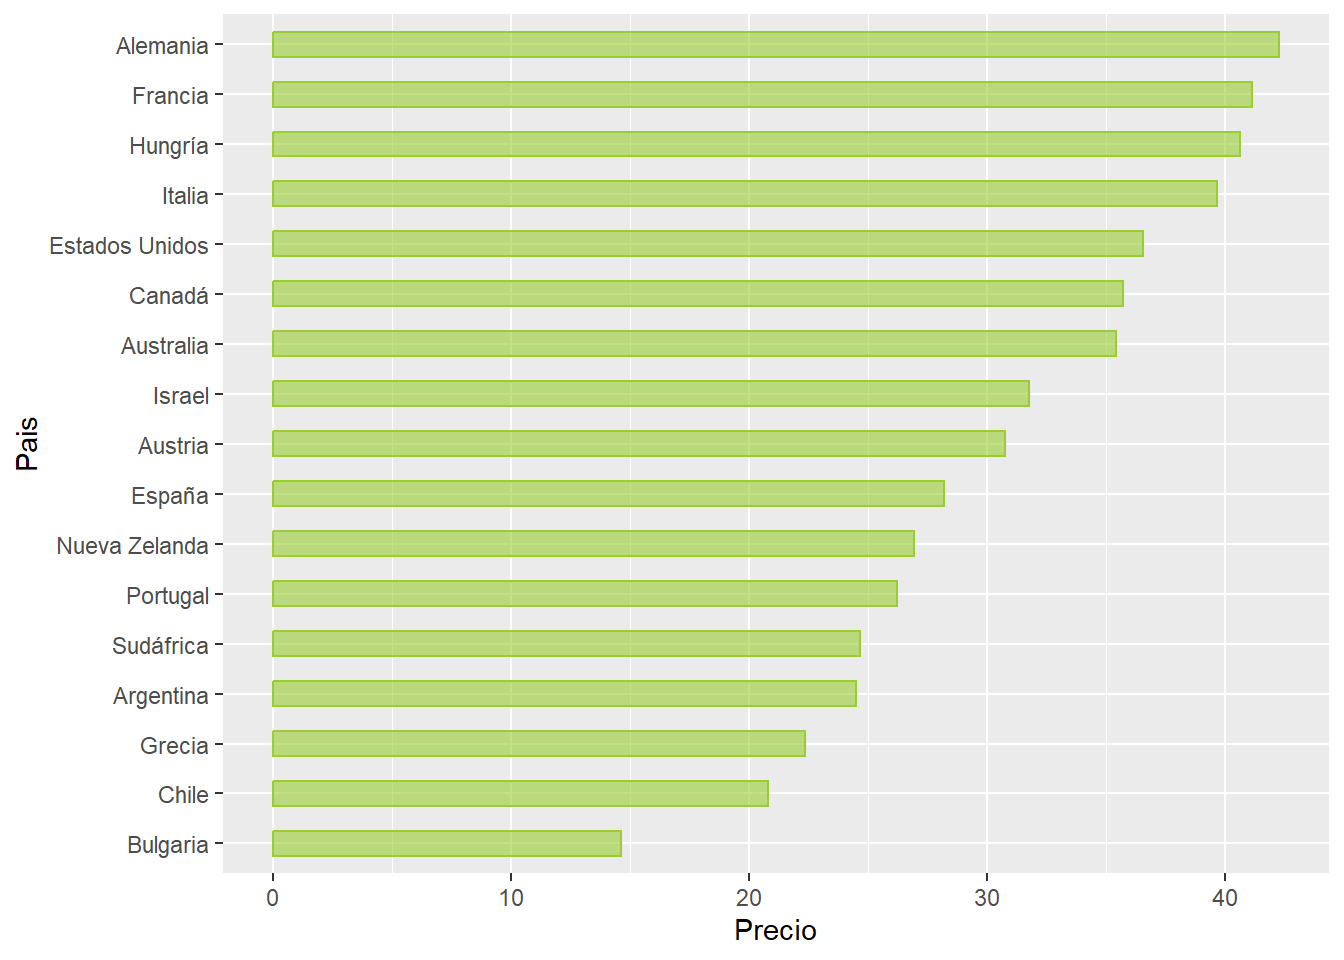 Alemania
Francia
Hungría
Italia
Estados Unidos
Canadá
Australia
Israel
Austria
España
Nueva Zelanda
Portugal
Sudáfrica
Argentina
Grecia
Chile
Bulgaria
Pais
0 10 20 30 40
Precio